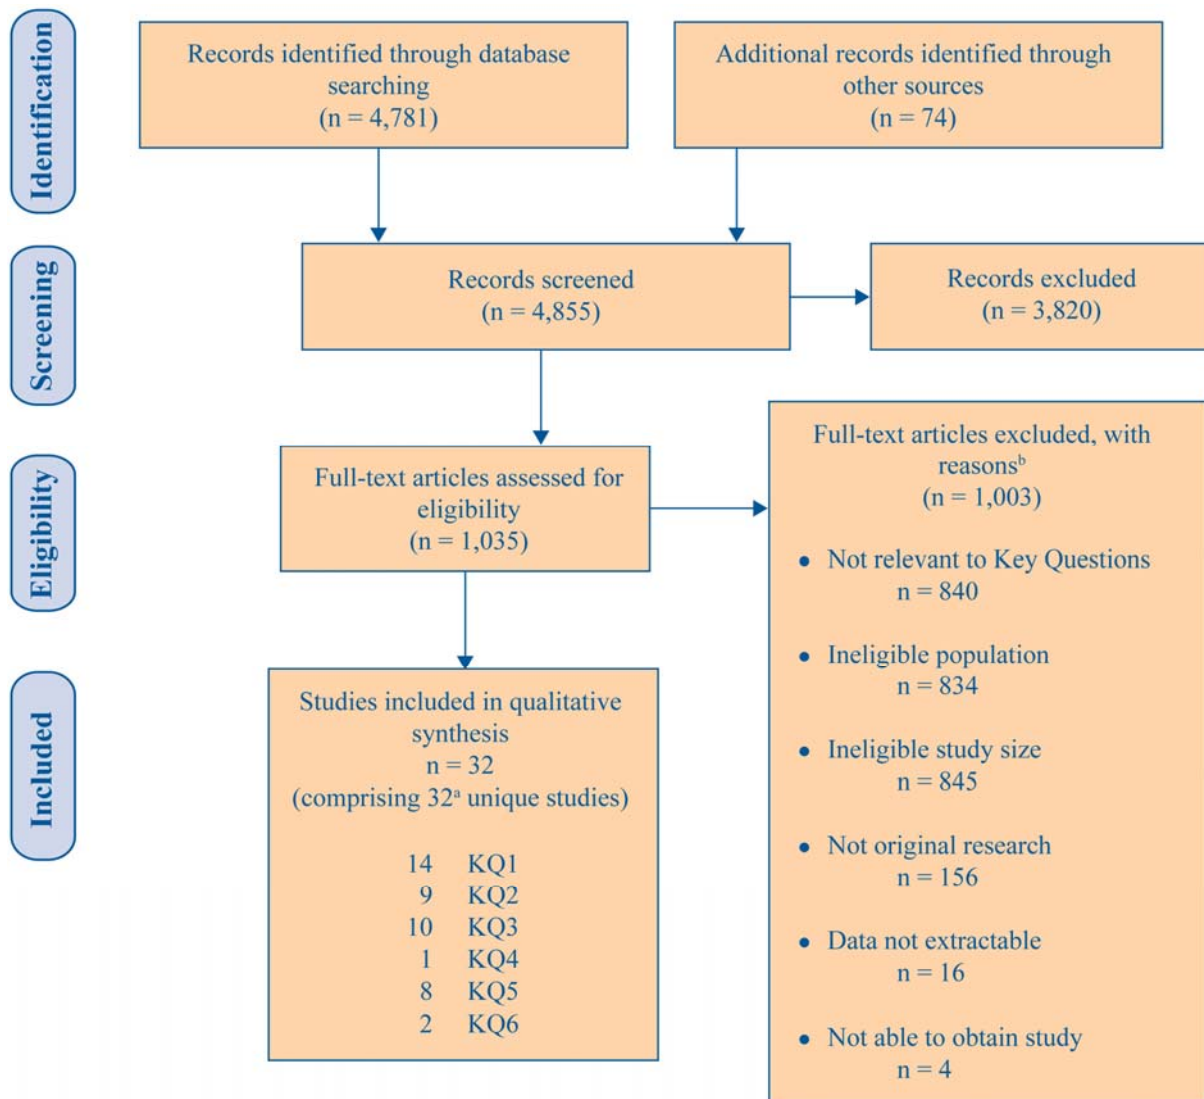 Identification
Records identified through database
searching
(n = 4,781)
Additional records identified through
other sources
(n = 74)
Screening
Records screened
(n = 4,855)
Records excluded
(n = 3,820)
Eligibility
Full-text articles assessed for
eligibility
(n = 1,035)
Full-text articles excluded, with
reasonsᵇ
(n = 1,003)
• Not relevant to Key Questions
n = 840
• Ineligible population
n = 834
• Ineligible study size
n = 845
• Not original research
n = 156
• Data not extractable
n = 16
• Not able to obtain study
n = 4
Included
Studies included in qualitative
synthesis
n = 32
(comprising 32ᵃ unique studies)
14 KQ1
9 KQ2
10 KQ3
1 KQ4
8 KQ5
2 KQ6